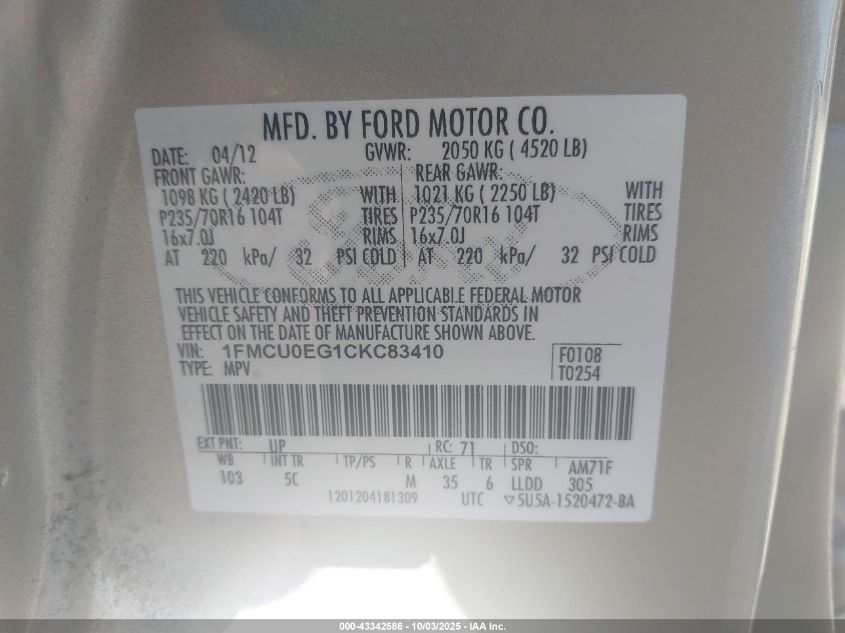 MFD. BY FORD MOTOR CO.
DATE: 04/12 GVWR: 2050 KG ( 4520 LB)
FRONT GAWR: REAR GAWR:
1098 KG ( 2420 LB) WITH 1021 KG ( 2250 LB) WITH
P235/70R16 104T TIRES P235/70R16 104T TIRES
16x7.0J RIMS 16x7.0J RIMS
AT 220 kPa/ 32 PSI COLD AT 220 kPa/ 32 PSI COLD
THIS VEHICLE CONFORMS TO ALL APPLICABLE FEDERAL MOTOR
VEHICLE SAFETY AND THEFT PREVENTION STANDARDS IN
EFFECT ON THE DATE OF MANUFACTURE SHOWN ABOVE.
VIN: 1FMCU0EG1CKC83410 F0108
TYPE: MPV T0254
EXT PNT: UP RC: 71 DSO:
WB INT TR TP/PS R AXLE TR SPR AM71F
103 5C M 35 6 LLDD 305
1201204181309 UTC ▽5U5A-1520472-BA
000-43342586 - 10/03/2025 - IAA Inc.